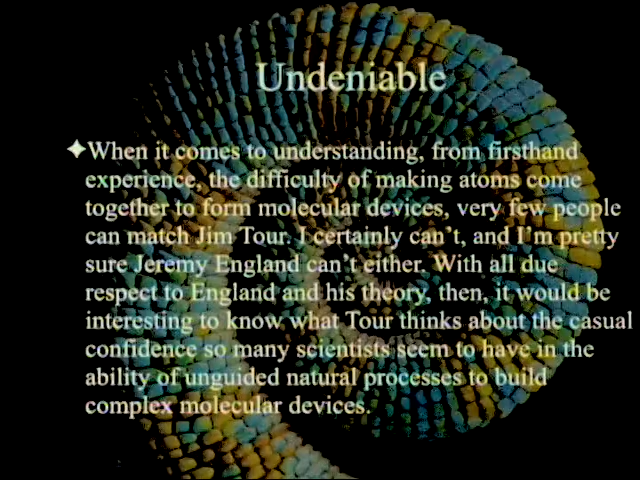 Undeniable
✦When it comes to understanding, from firsthand
experience, the difficulty of making atoms come
together to form molecular devices, very few people
can match Jim Tour. I certainly can't, and I'm pretty
sure Jeremy England can't either. With all due
respect to England and his theory, then, it would be
interesting to know what Tour thinks about the casual
confidence so many scientists seem to have in the
ability of unguided natural processes to build
complex molecular devices.